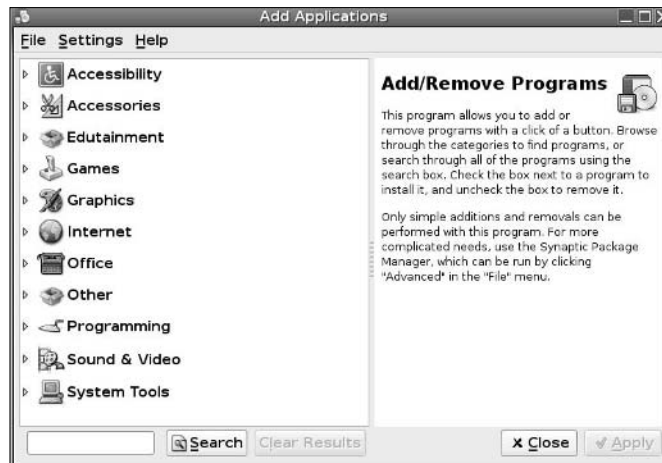 Add Applications
File Settings Help
Accessibility
Accessories
Edutainment
Games
Graphics
Internet
Office
Other
Programming
Sound & Video
System Tools
Add/Remove Programs
This program allows you to add or
remove programs with a click of a button. Browse
through the categories to find programs, or
search through all of the programs using the
search box. Check the box next to a program to
install it, and uncheck the box to remove it.
Only simple additions and removals can be
performed with this program. For more
complicated needs, use the Synaptic Package
Manager, which can be run by clicking
"Advanced" in the "File" menu.
Search Clear Results Close Apply